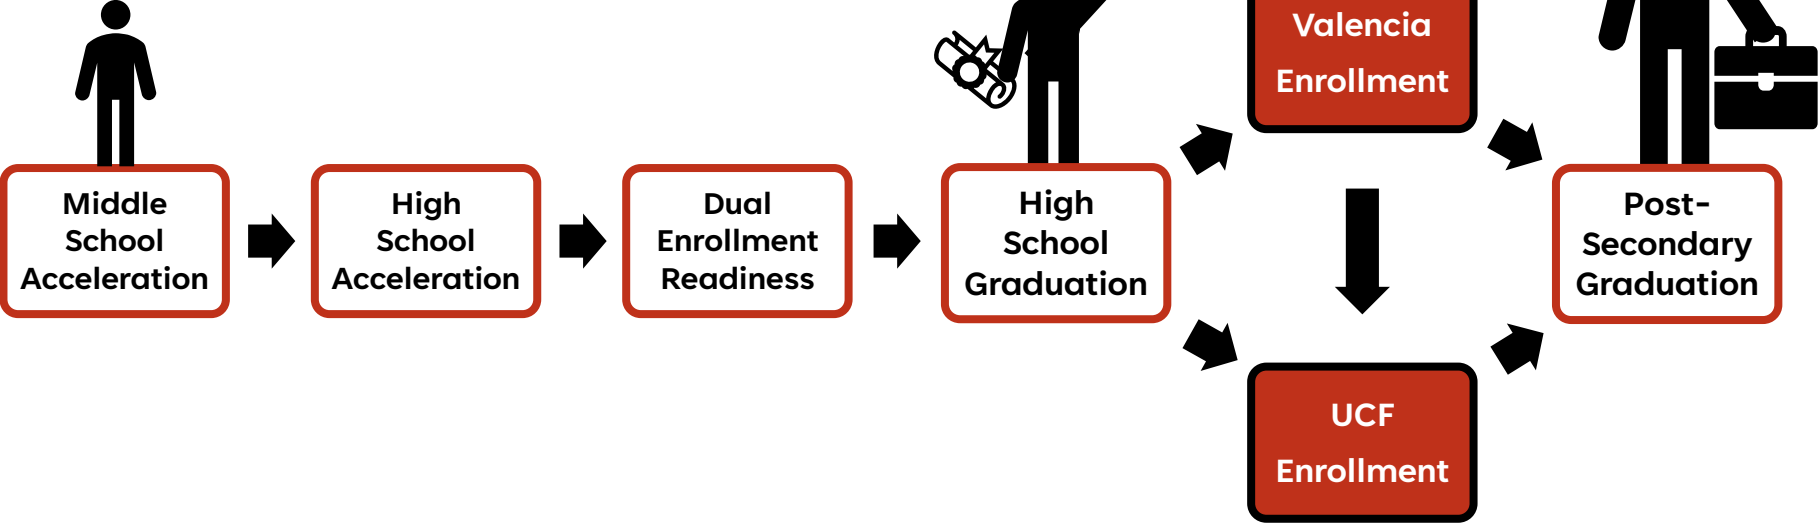 Middle
School
Acceleration
High
School
Acceleration
Dual
Enrollment
Readiness
High
School
Graduation
Valencia
Enrollment
UCF
Enrollment
Post-
Secondary
Graduation